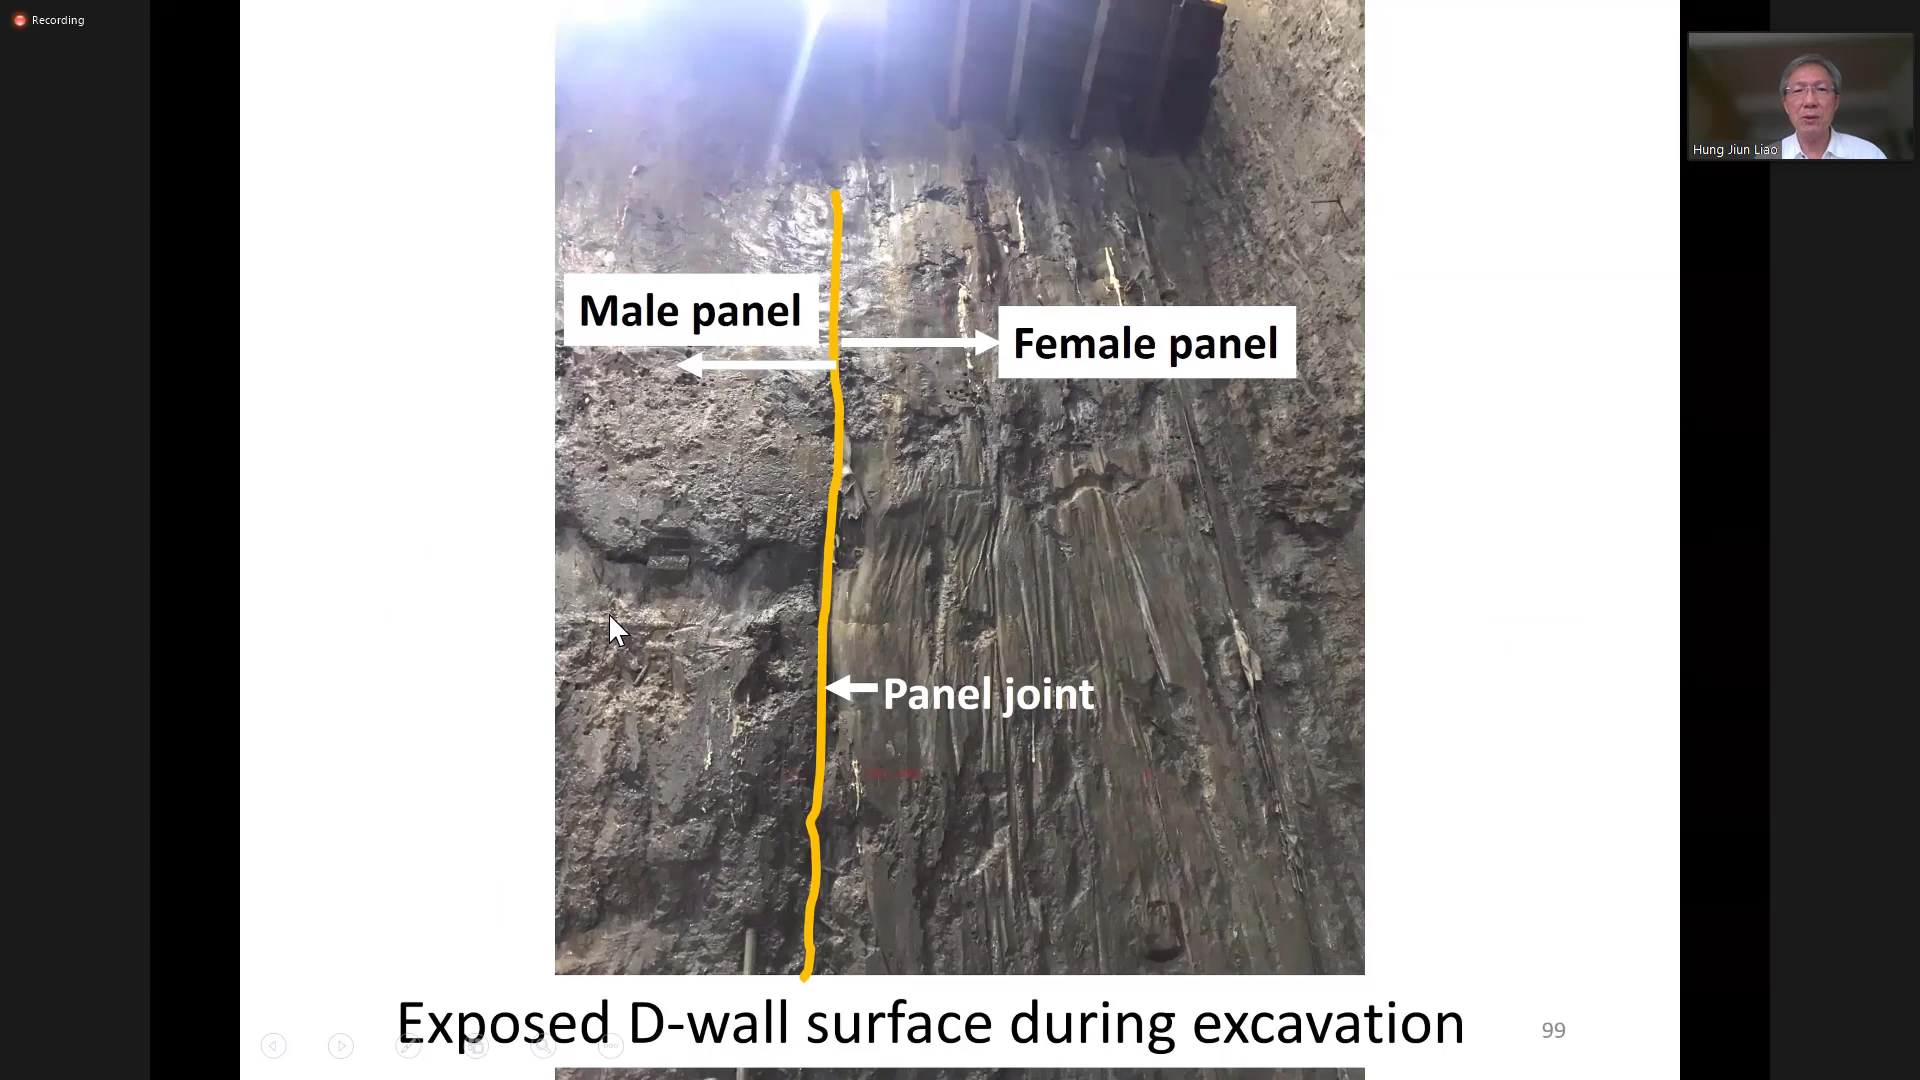 Recording
Hung Jiun Liao
Male panel
Female panel
Panel joint
Exposed D-wall surface during excavation
99